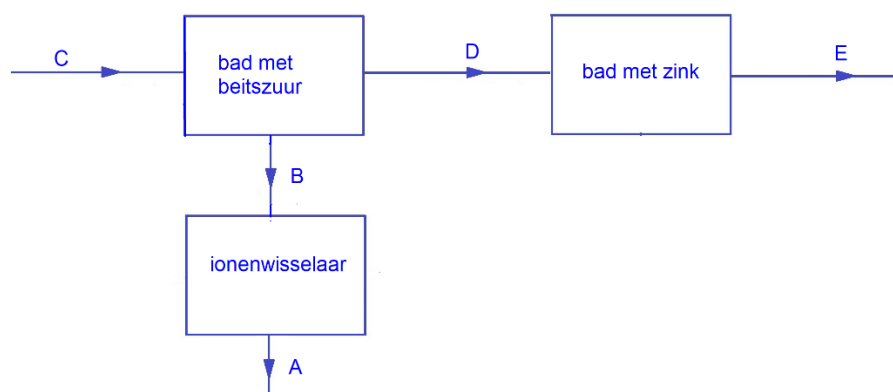 C
bad met
beitszuur
D
bad met zink
E
B
ionenwisselaar
A